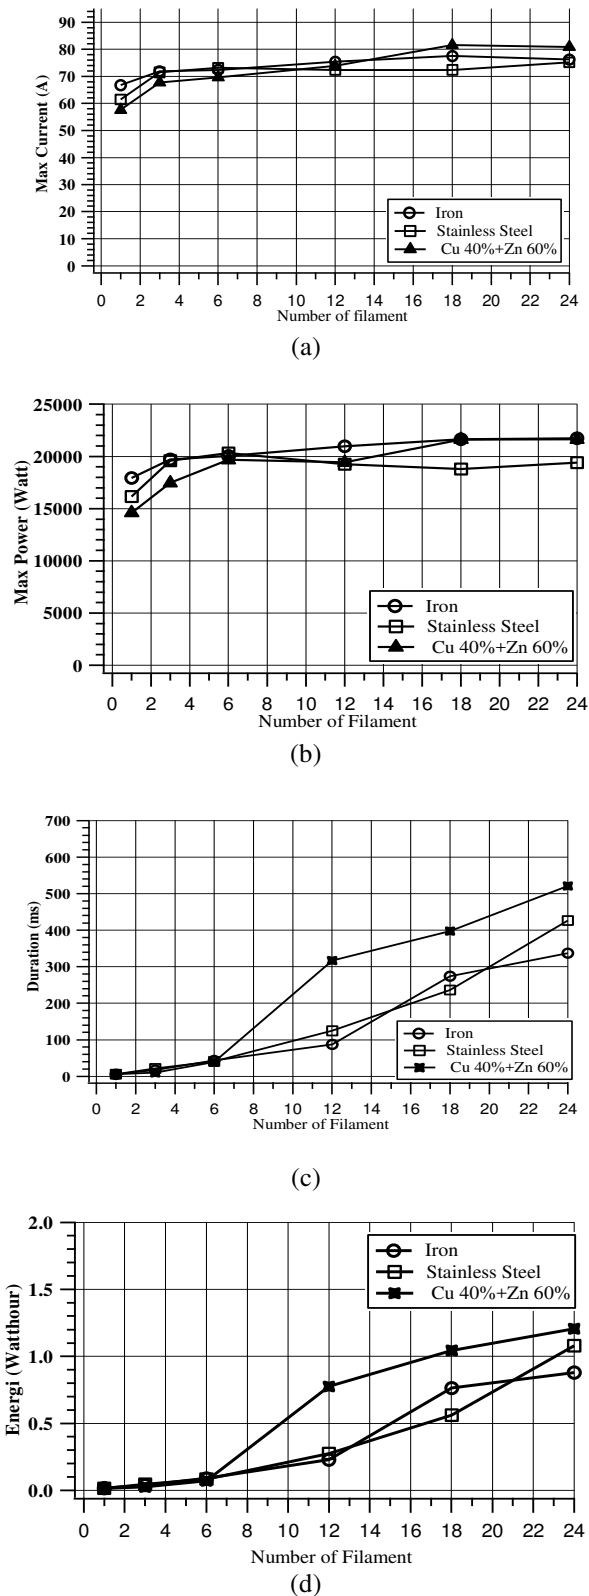 90
80
70
60
50
40
30
20
10
0
Max Current (A)
Iron
Stainless Steel
Cu 40%+Zn 60%
0 2 4 6 8 10 12 14 16 18 20 22 24
Number of filament
(a)
25000
20000
15000
10000
5000
0
Max Power (Watt)
Iron
Stainless Steel
Cu 40%+Zn 60%
0 2 4 6 8 10 12 14 16 18 20 22 24
Number of Filament
(b)
700
600
500
400
300
200
100
0
Duration (ms)
Iron
Stainless Steel
Cu 40%+Zn 60%
0 2 4 6 8 10 12 14 16 18 20 22 24
Number of Filament
(c)
2.0
1.5
1.0
0.5
0.0
Energi (Watthour)
Iron
Stainless Steel
Cu 40%+Zn 60%
0 2 4 6 8 10 12 14 16 18 20 22 24
Number of Filament
(d)